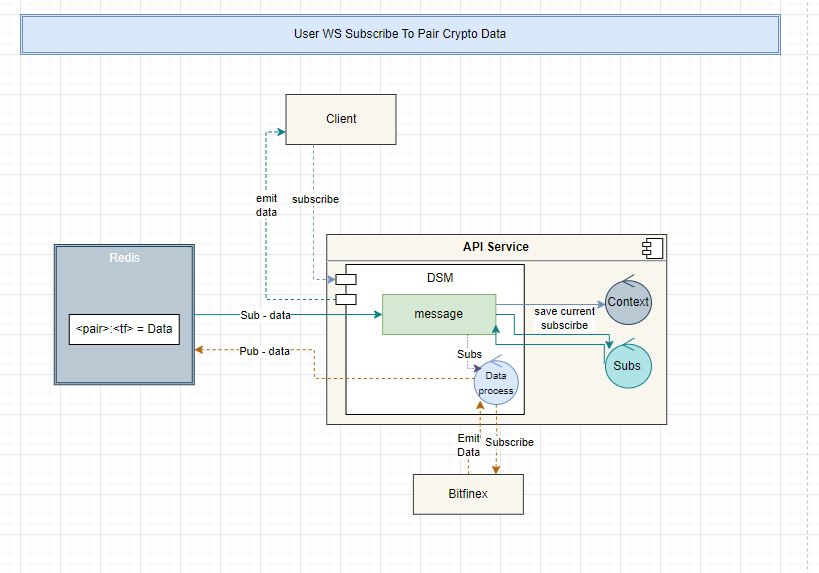 User WS Subscribe To Pair Crypto Data
Client
emit
data
subscribe
API Service
Redis
DSM
<pair>:<tf> = Data
Sub - data
message
save current
subscirbe
Context
Pub - data
Subs
Subs.
Data
process
Emit
Data
Subscribe
Bitfinex